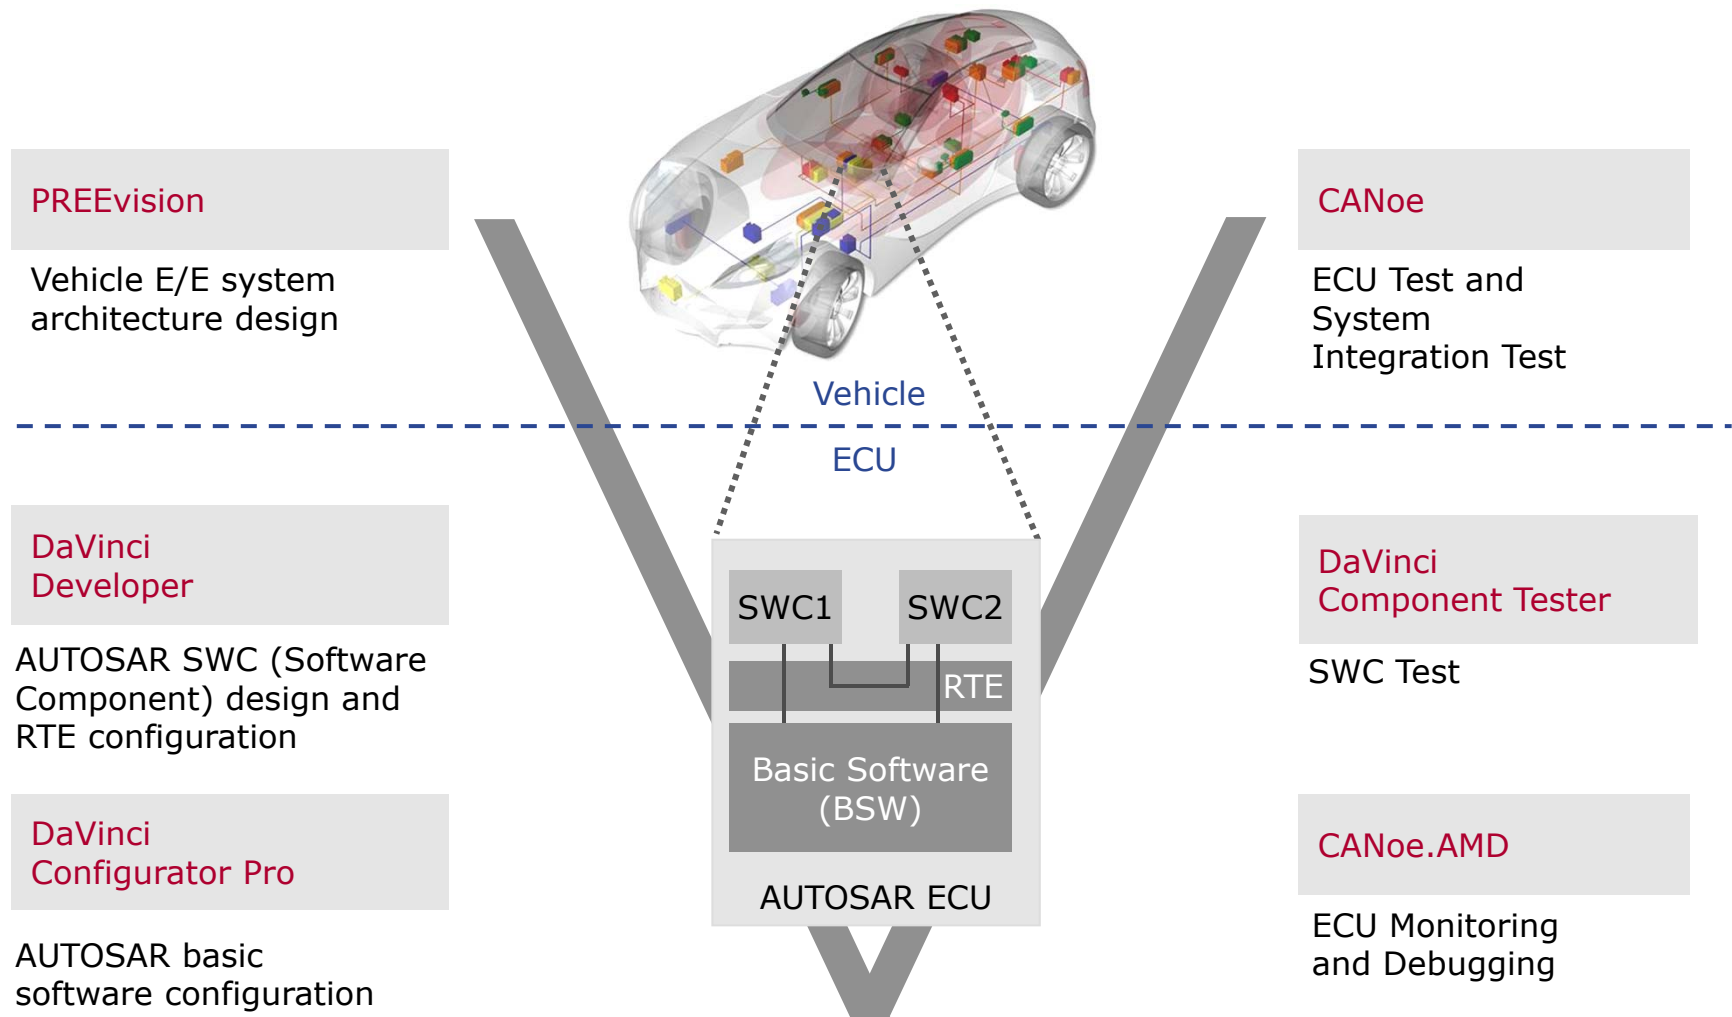 PREEvision
Vehicle E/E system
architecture design
CANoe
ECU Test and
System
Integration Test
Vehicle
ECU
DaVinci
Developer
AUTOSAR SWC (Software
Component) design and
RTE configuration
DaVinci
Configurator Pro
AUTOSAR basic
software configuration
SWC1
SWC2
RTE
Basic Software
(BSW)
AUTOSAR ECU
DaVinci
Component Tester
SWC Test
CANoe.AMD
ECU Monitoring
and Debugging